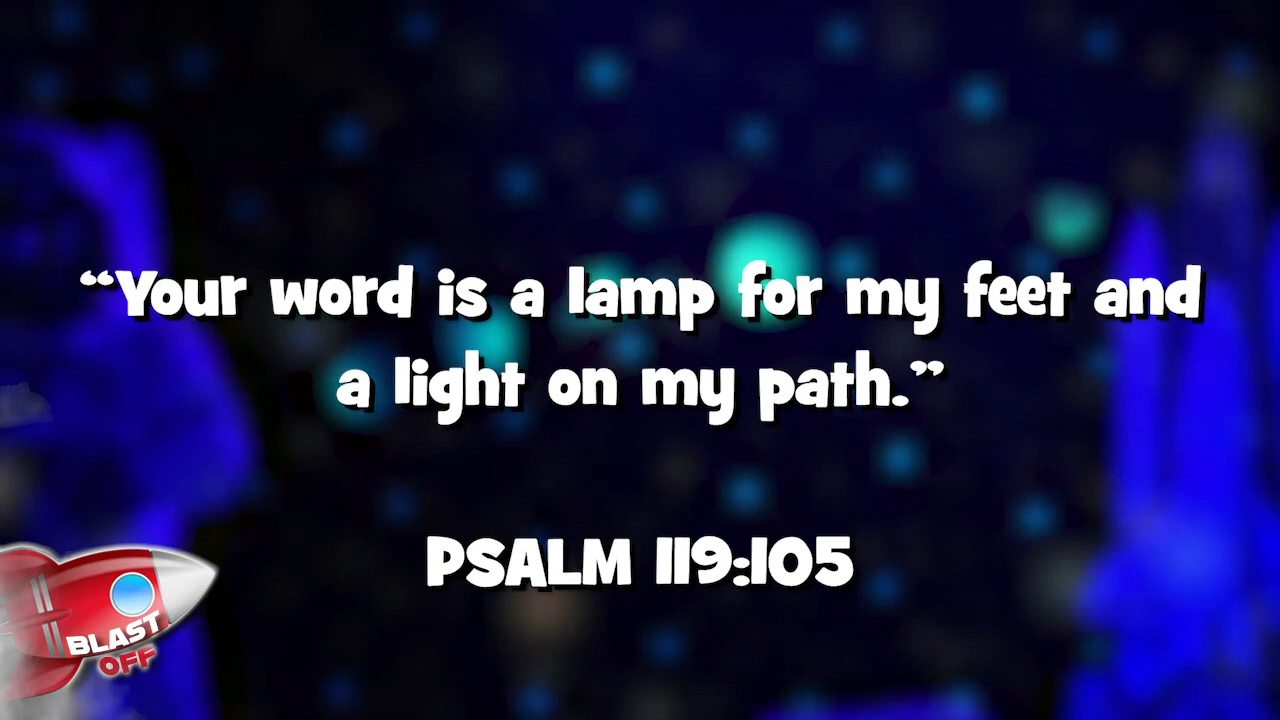 “Your word is a lamp for my feet and
a light on my path.”
PSALM 119:105
BLAST
OFF